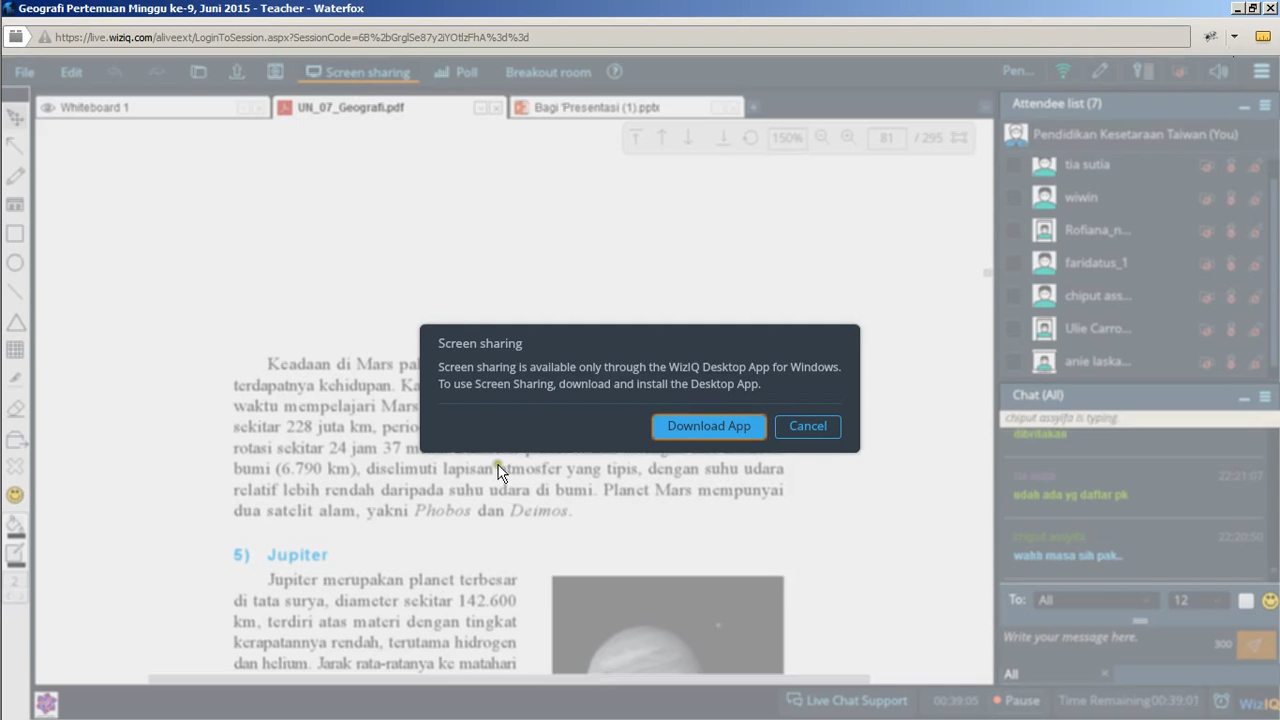 Geografi Pertemuan Minggu ke-9, Juni 2015 - Teacher - Waterfox
https://live.wiziq.com/aliveext/LoginToSession.aspx?SessionCode=6B%2bGrglSe87y2iYOtlzFhA%3d%3d
File Edit Screen sharing Poll Breakout room Pen...
Whiteboard 1 UN_07_Geografi.pdf Bagi 'Presentasi (1).pptx
150% 81 / 295
Attendee list (7)
Pendidikan Kesetaraan Taiwan (You)
tia sutia
wiwin
Rofiana_n...
faridatus_1
chiput ass...
Ulie Carro...
anie laska...
Keadaan di Mars
terdapatnya kehidupan.
waktu mempelajari Mars
sekitar 228 juta km,
rotasi sekitar 24 jam 37
bumi (6.790 km), diselimuti lapisan atmosfer yang tipis, dengan suhu udara
relatif lebih rendah daripada suhu udara di bumi. Planet Mars mempunyai
dua satelit alam, yakni Phobos dan Deimos.
5) Jupiter
Jupiter merupakan planet terbesar
di tata surya, diameter sekitar 142.600
km, terdiri atas materi dengan tingkat
kerapatannya rendah, terutama hidrogen
dan helium. Jarak rata-ratanya ke matahari
Screen sharing
Screen sharing is available only through the WizIQ Desktop App for Windows.
To use Screen Sharing, download and install the Desktop App.
Download App Cancel
Chat (All)
chiput assyifa is typing
tia sutia 22:21:07
udah ada yg daftar pk
chiput assyifa 22:20:50
wahh masa sih pak..
To: All 12
Write your message here. 300
All
Live Chat Support 00:39:05 Pause Time Remaining 00:39:01 WizIQ
2